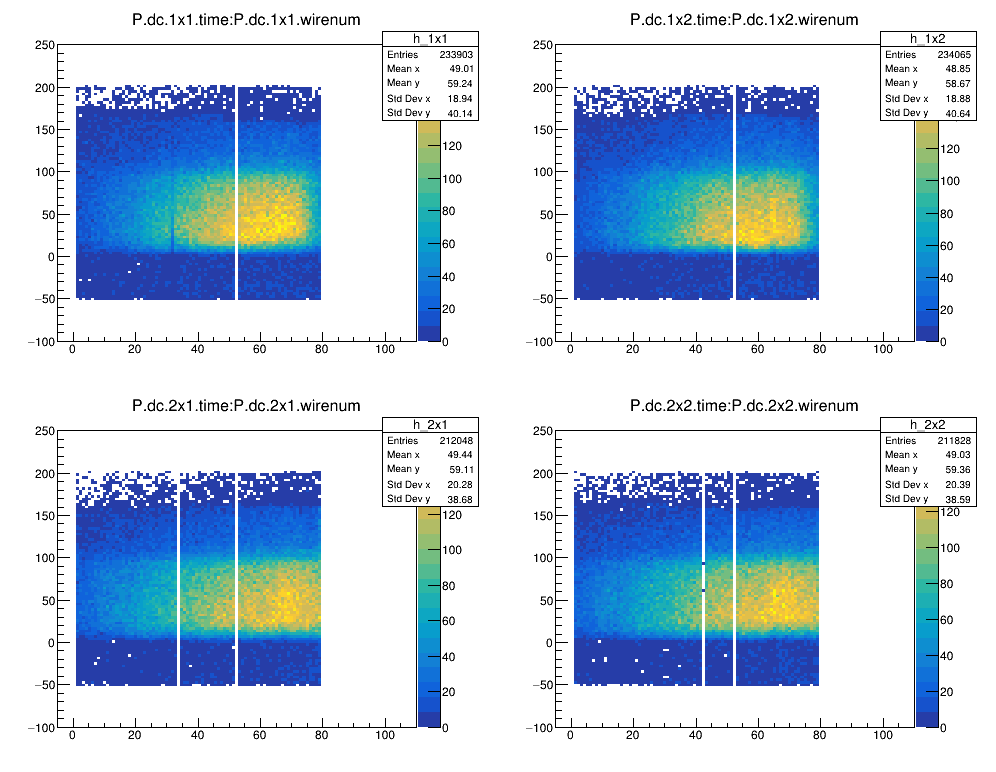 P.dc.1x1.time:P.dc.1x1.wirenum
h_1x1
Entries 233903
Mean x 49.01
Mean y 59.24
Std Dev x 18.94
Std Dev y 40.14
250
200
150
100
50
0
−50
−100
0 20 40 60 80 100
120
100
80
60
40
20
0
P.dc.1x2.time:P.dc.1x2.wirenum
h_1x2
Entries 234065
Mean x 48.85
Mean y 58.67
Std Dev x 18.88
Std Dev y 40.64
250
200
150
100
50
0
−50
−100
0 20 40 60 80 100
120
100
80
60
40
20
0
P.dc.2x1.time:P.dc.2x1.wirenum
h_2x1
Entries 212048
Mean x 49.44
Mean y 59.11
Std Dev x 20.28
Std Dev y 38.68
250
200
150
100
50
0
−50
−100
0 20 40 60 80 100
120
100
80
60
40
20
0
P.dc.2x2.time:P.dc.2x2.wirenum
h_2x2
Entries 211828
Mean x 49.03
Mean y 59.36
Std Dev x 20.39
Std Dev y 38.59
250
200
150
100
50
0
−50
−100
0 20 40 60 80 100
120
100
80
60
40
20
0